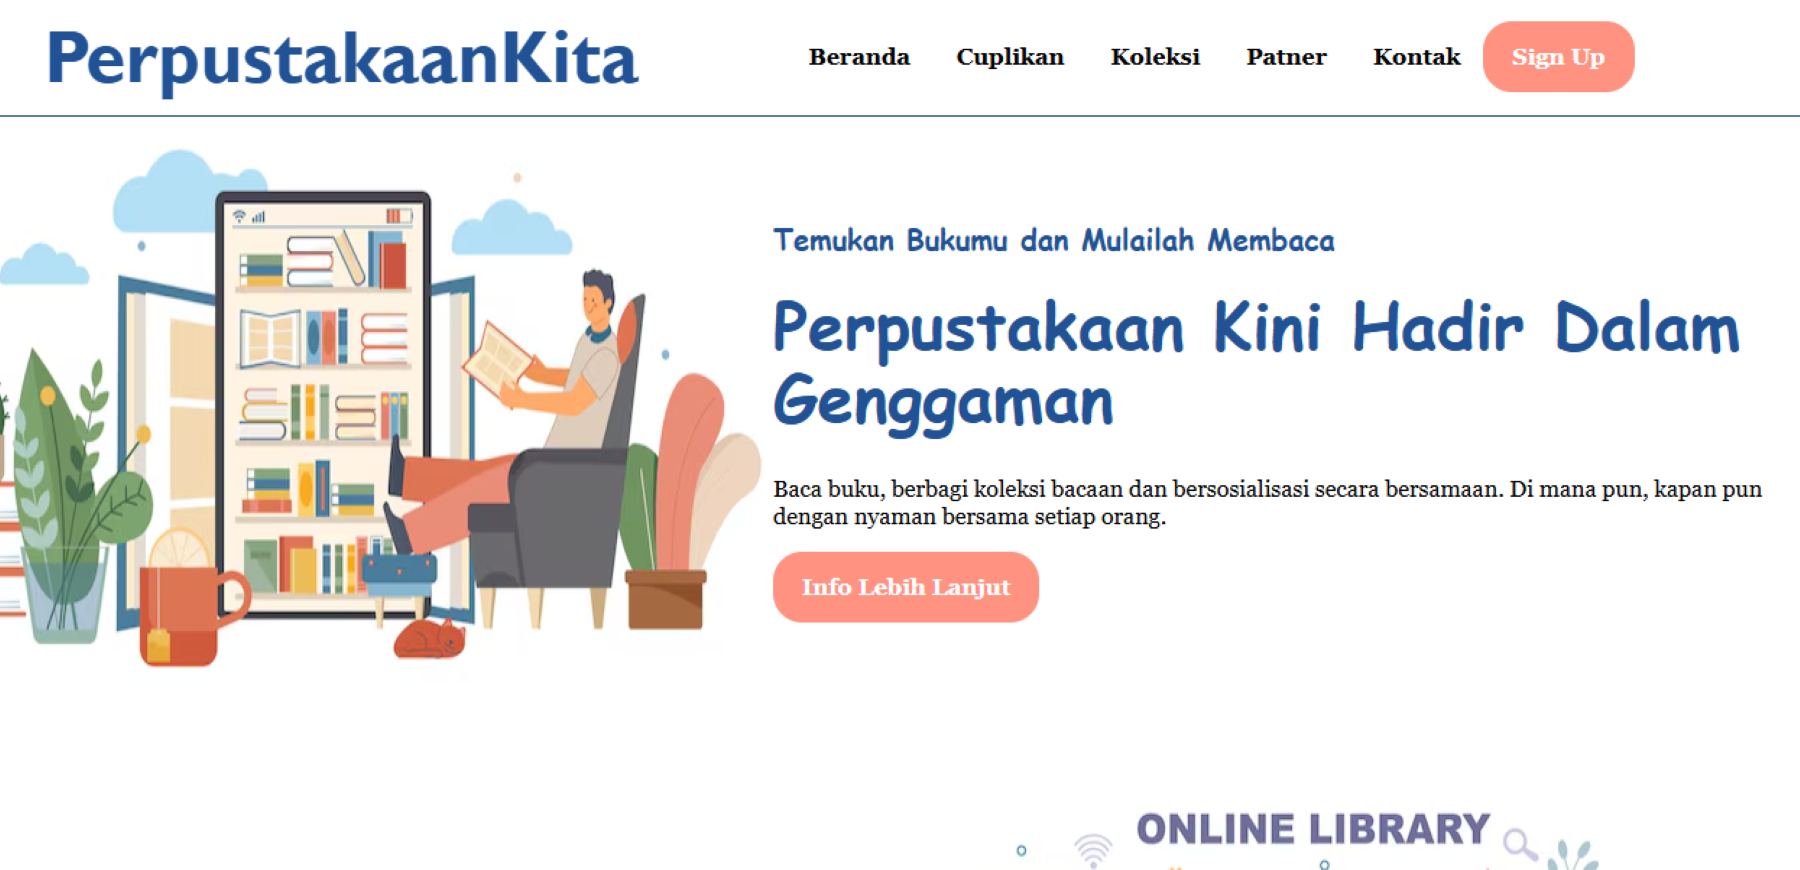 PerpustakaanKita
Beranda Cuplikan Koleksi Patner Kontak Sign Up
Temukan Bukumu dan Mulailah Membaca
Perpustakaan Kini Hadir Dalam
Genggaman
Baca buku, berbagi koleksi bacaan dan bersosialisasi secara bersamaan. Di mana pun, kapan pun
dengan nyaman bersama setiap orang.
Info Lebih Lanjut
ONLINE LIBRARY